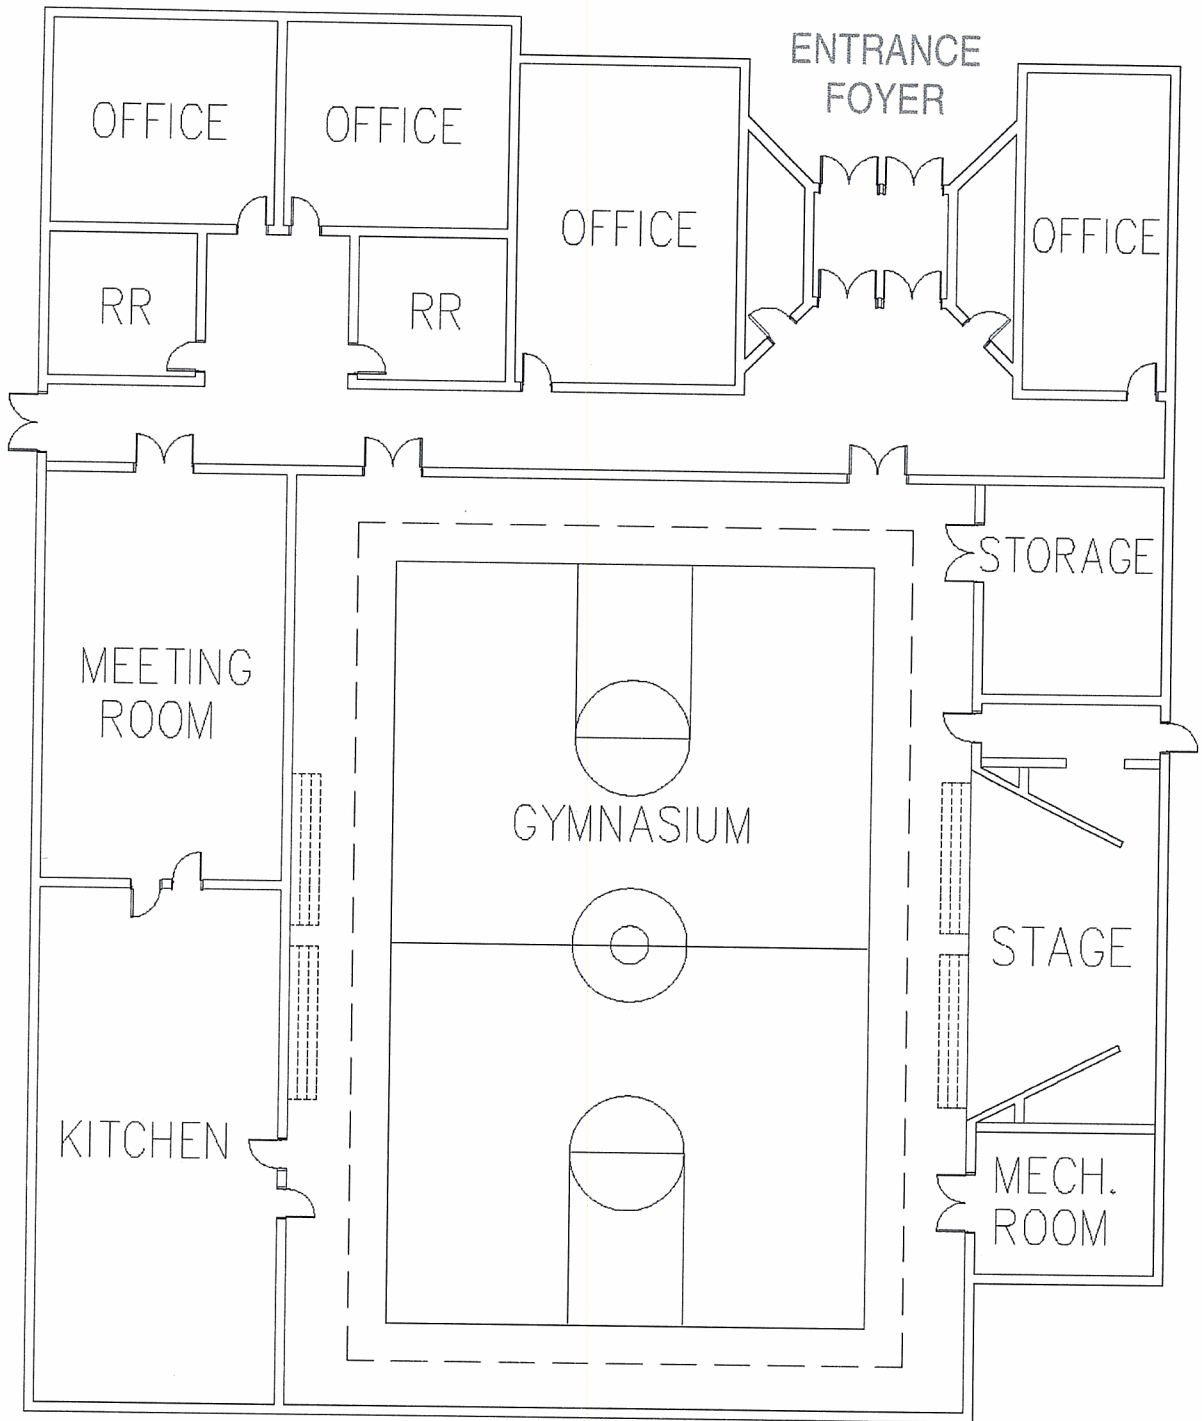 ENTRANCE
FOYER
OFFICE
OFFICE
OFFICE
OFFICE
RR
RR
STORAGE
MEETING
ROOM
GYMNASIUM
STAGE
KITCHEN
MECH.
ROOM